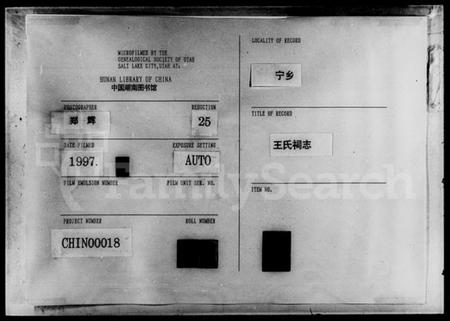 MICROFILMED BY THE
GENEALOGICAL SOCIETY OF UTAH
SALT LAKE CITY, UTAH AT:
HUNAN LIBRARY OF CHINA
中国湖南图书馆
PHOTOGRAPHER
郑辉
REDUCTION
25
DATE FILMED
1997.
EXPOSURE SETTING
AUTO
FILM EMULSION NUMBER
FILM UNIT SER. NO.
PROJECT NUMBER
CHIN00018
ROLL NUMBER
LOCALITY OF RECORD
宁乡
TITLE OF RECORD
王氏祠志
ITEM NO.
FamilySearch